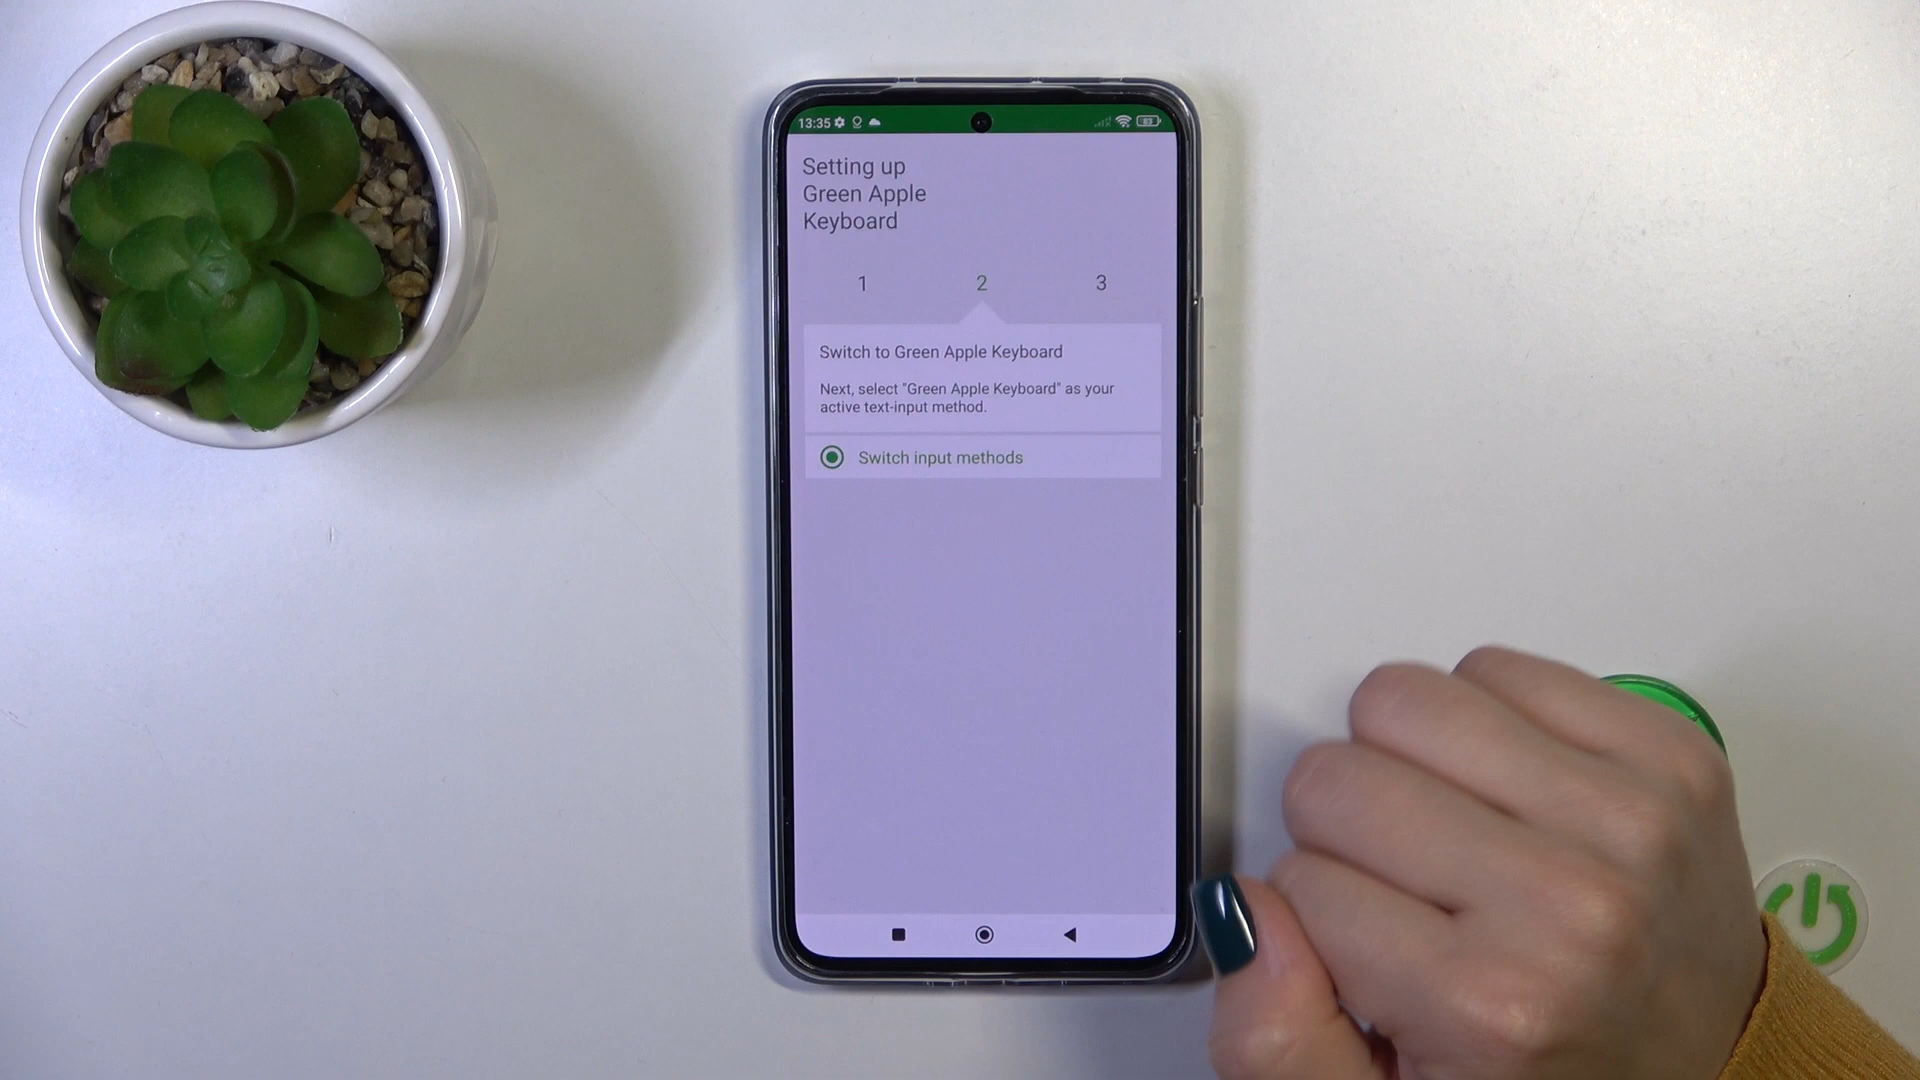 13:35
83
Setting up
Green Apple
Keyboard
1 2 3
Switch to Green Apple Keyboard
Next, select "Green Apple Keyboard" as your
active text-input method.
Switch input methods